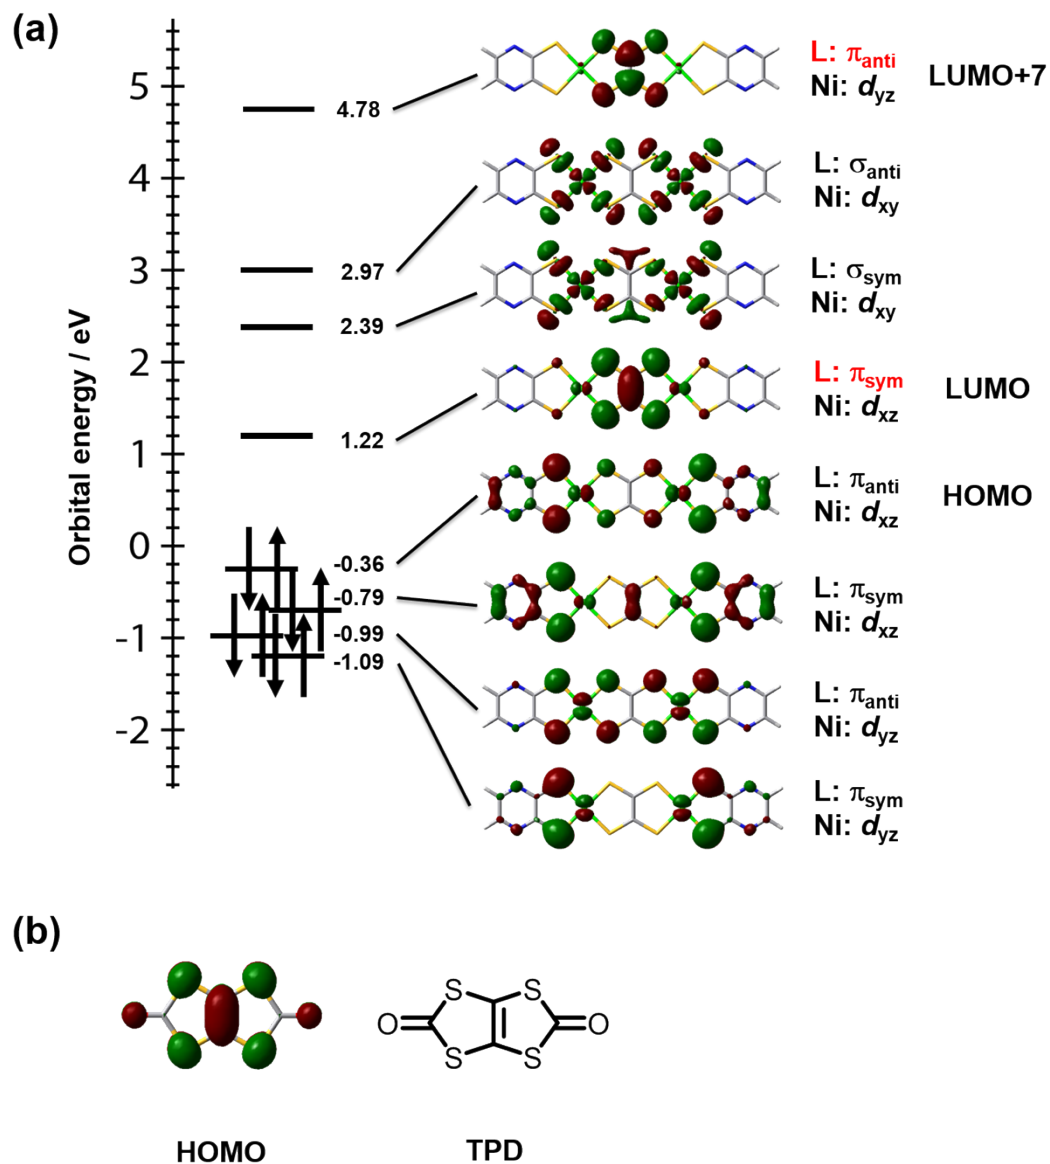 (a)
Orbital energy / eV
5
4
3
2
1
0
-1
-2
4.78
2.97
2.39
1.22
-0.36
-0.79
-0.99
-1.09
L: πanti
Ni: dyz
LUMO+7
L: σanti
Ni: dxy
L: σsym
Ni: dxy
L: πsym
Ni: dxz
LUMO
L: πanti
Ni: dxz
HOMO
L: πsym
Ni: dxz
L: πanti
Ni: dyz
L: πsym
Ni: dyz
(b)
S S
O O
S S
HOMO TPD